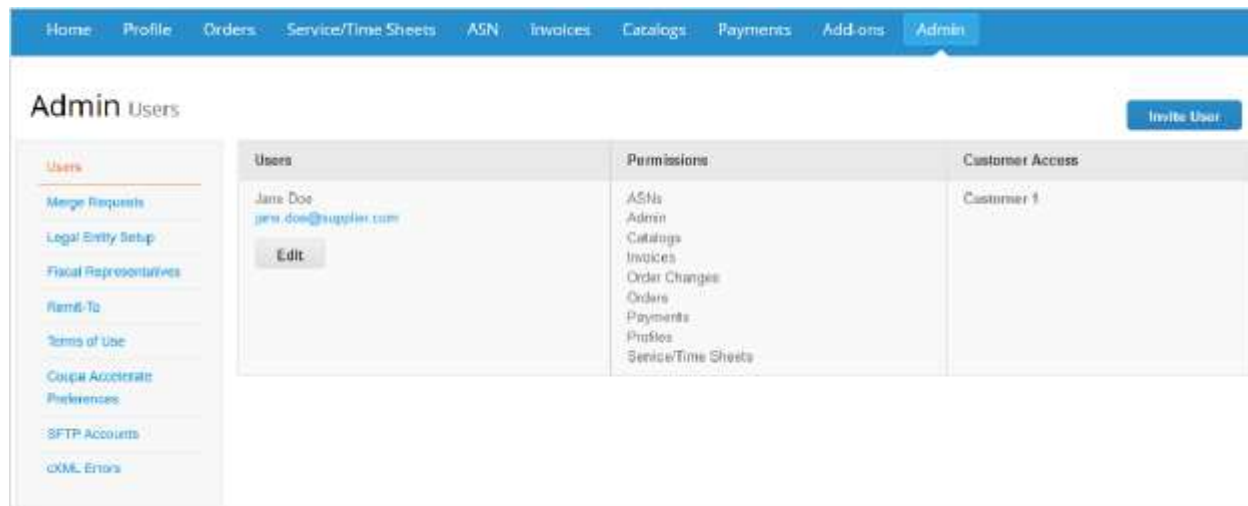 Home Profile Orders Service/Time Sheets ASN Invoices Catalogs Payments Add-ons Admin
Admin Users
Invite User
Users
Merge Requests
Legal Entity Setup
Fiscal Representatives
Remit-To
Terms of Use
Coupa Accelerate
Preferences
SFTP Accounts
cXML Errors
Users Permissions Customer Access
Jane Doe
jane.doe@supplier.com
Edit
ASNs
Admin
Catalogs
Invoices
Order Changes
Orders
Payments
Profiles
Service/Time Sheets
Customer 1